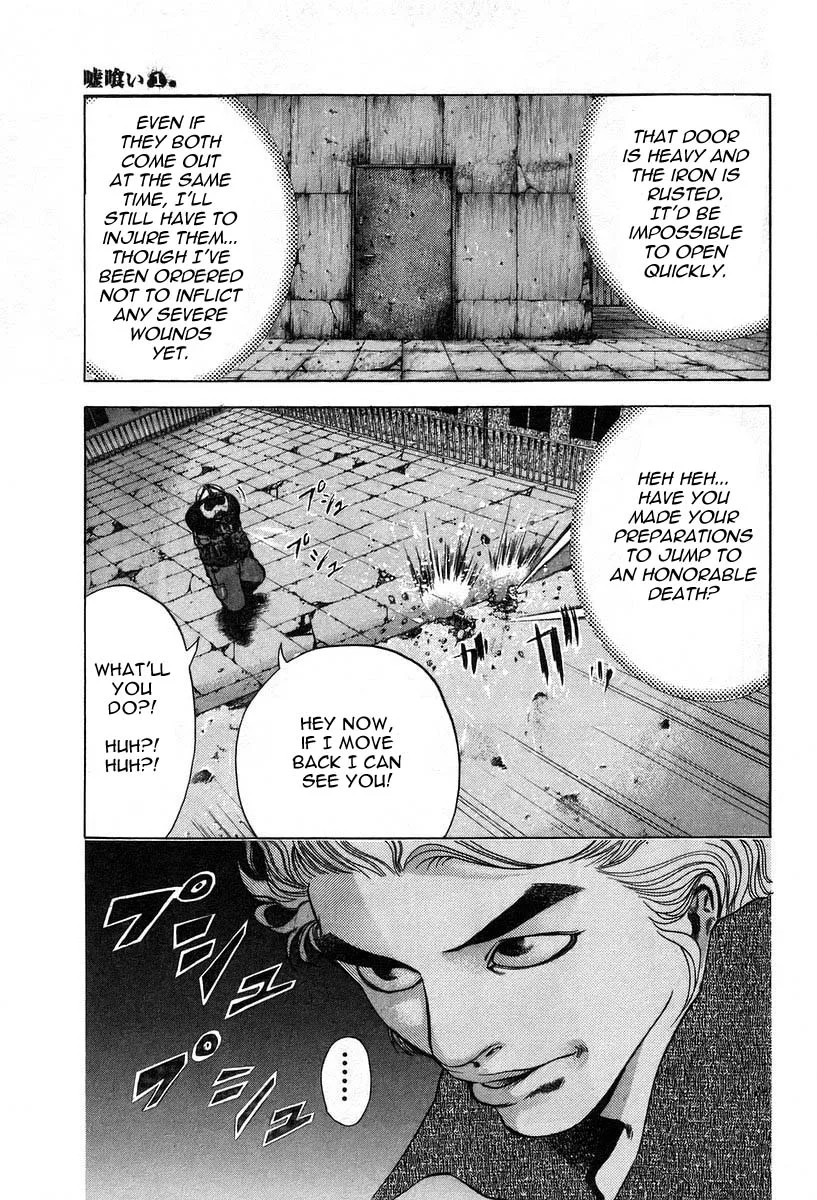 嘘喰い 1.
THAT DOOR
IS HEAVY AND
THE IRON IS
RUSTED.
IT'D BE
IMPOSSIBLE
TO OPEN
QUICKLY.
EVEN IF
THEY BOTH
COME OUT
AT THE SAME
TIME, I'LL
STILL HAVE TO
INJURE THEM...
THOUGH I'VE
BEEN ORDERED
NOT TO INFLICT
ANY SEVERE
WOUNDS
YET.
HEH HEH...
HAVE YOU
MADE YOUR
PREPARATIONS
TO JUMP TO
AN HONORABLE
DEATH?
プシュ
プシュ
ガガッ
HEY NOW,
IF I MOVE
BACK I CAN
SEE YOU!
WHAT'LL
YOU
DO?!
HUH?!
HUH?!
プシュ
プシュ
......